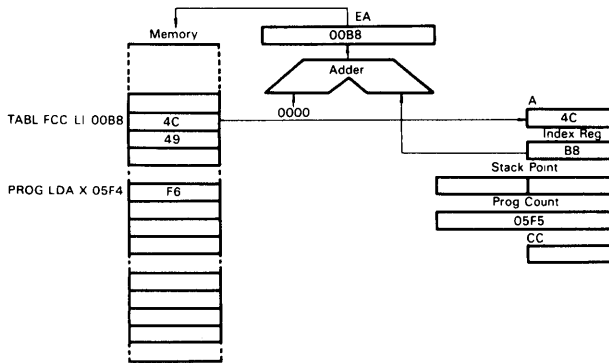 EA
Memory
00B8
Adder
0000
TABL FCC LI 00B8
4C
49
A
4C
Index Reg
B8
Stack Point
PROG LDA X 05F4
F6
Prog Count
05F5
CC